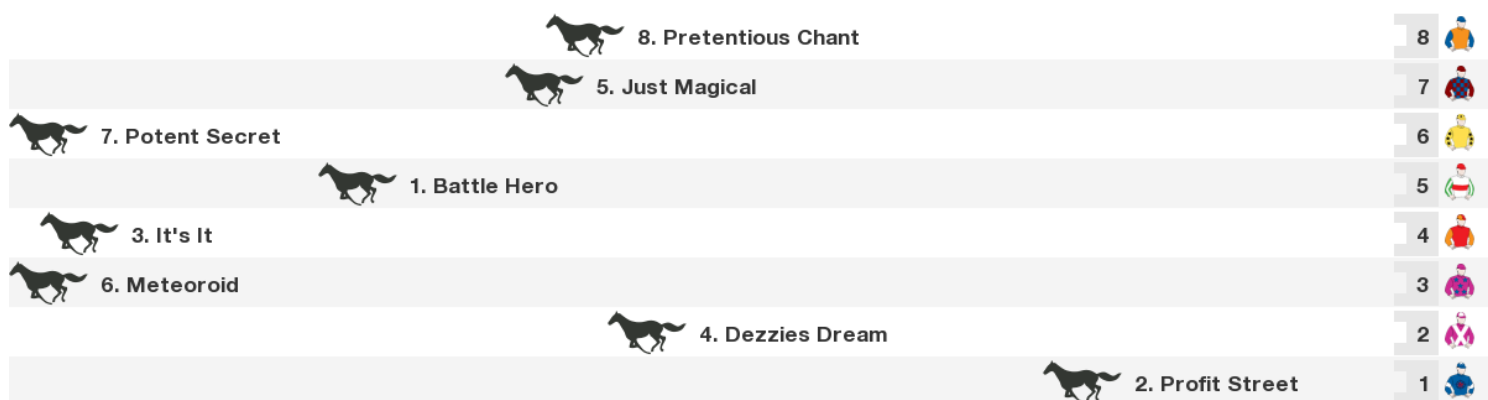 8. Pretentious Chant 8
5. Just Magical 7
7. Potent Secret 6
1. Battle Hero 5
3. It's It 4
6. Meteoroid 3
4. Dezzies Dream 2
2. Profit Street 1